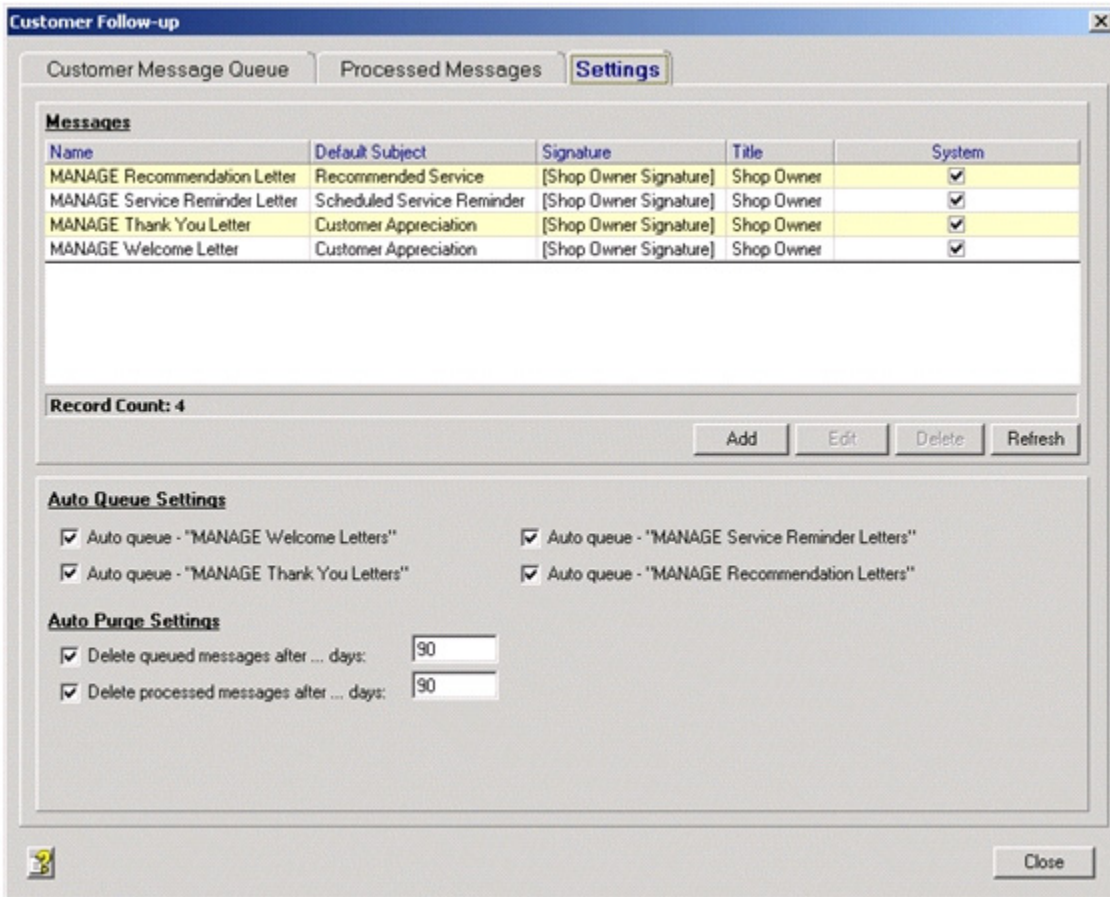 Customer Follow-up
Customer Message Queue Processed Messages Settings
Messages
Name Default Subject Signature Title System
MANAGE Recommendation Letter Recommended Service [Shop Owner Signature] Shop Owner
MANAGE Service Reminder Letter Scheduled Service Reminder [Shop Owner Signature] Shop Owner
MANAGE Thank You Letter Customer Appreciation [Shop Owner Signature] Shop Owner
MANAGE Welcome Letter Customer Appreciation [Shop Owner Signature] Shop Owner
Record Count: 4
Add Edit Delete Refresh
Auto Queue Settings
Auto queue - "MANAGE Welcome Letters" Auto queue - "MANAGE Service Reminder Letters"
Auto queue - "MANAGE Thank You Letters" Auto queue - "MANAGE Recommendation Letters"
Auto Purge Settings
Delete queued messages after ... days: 90
Delete processed messages after ... days: 90
Close